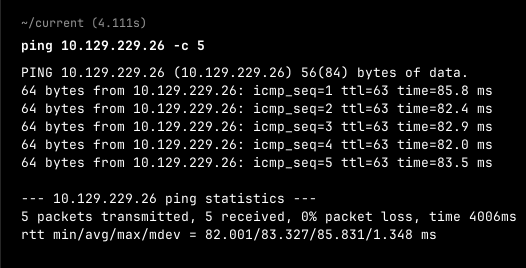 ~/current (4.111s)
ping 10.129.229.26 -c 5
PING 10.129.229.26 (10.129.229.26) 56(84) bytes of data.
64 bytes from 10.129.229.26: icmp_seq=1 ttl=63 time=85.8 ms
64 bytes from 10.129.229.26: icmp_seq=2 ttl=63 time=82.4 ms
64 bytes from 10.129.229.26: icmp_seq=3 ttl=63 time=82.9 ms
64 bytes from 10.129.229.26: icmp_seq=4 ttl=63 time=82.0 ms
64 bytes from 10.129.229.26: icmp_seq=5 ttl=63 time=83.5 ms
--- 10.129.229.26 ping statistics ---
5 packets transmitted, 5 received, 0% packet loss, time 4006ms
rtt min/avg/max/mdev = 82.001/83.327/85.831/1.348 ms